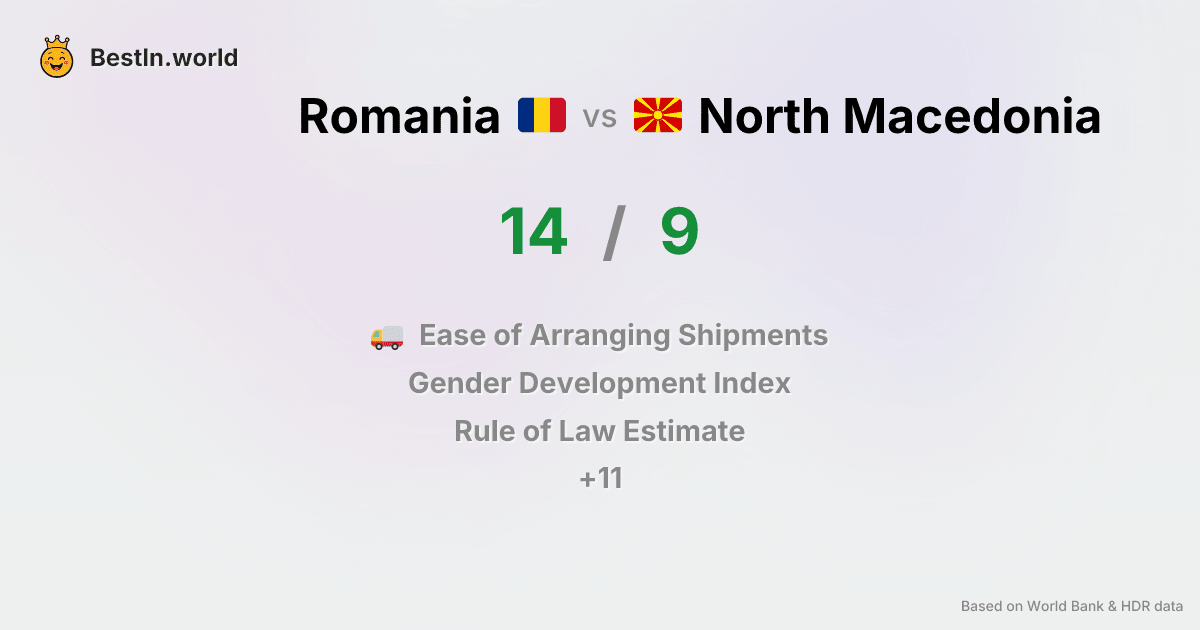 BestIn.world
Romania vs North Macedonia
14 / 9
Ease of Arranging Shipments
Gender Development Index
Rule of Law Estimate
+11
Based on World Bank & HDR data